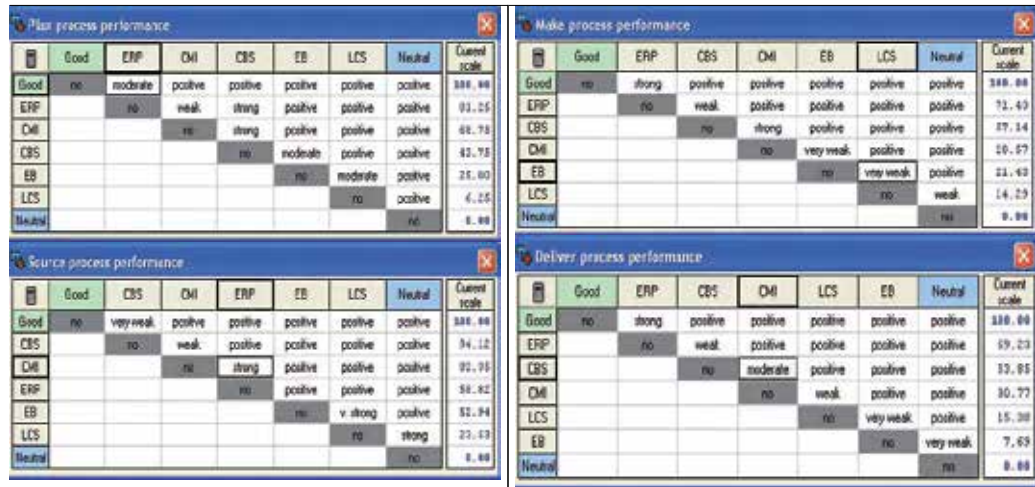 Plan process performance
Good ERP CMI CBS EB LCS Neutral Current scale
Good no moderate positive positive positive positive positive 100.00
ERP no weak strong positive positive positive
CMI no strong positive positive positive 68.75
CBS no moderate positive positive 43.75
EB no moderate positive 25.00
LCS no positive 6.25
Neutral no 0.00
Make process performance
Good ERP CBS CMI EB LCS Neutral Current scale
Good no strong positive positive positive positive positive 100.00
ERP no weak positive positive positive positive 71.43
CBS no strong positive positive positive 57.14
CMI no very weak positive positive 28.57
EB no very weak positive 21.43
LCS no weak 14.29
Neutral no 0.00
Source process performance
Good CBS CMI ERP EB LCS Neutral Current scale
Good no very weak positive positive positive positive positive 100.00
CBS no weak positive positive positive positive 94.12
CMI no strong positive positive positive
ERP no positive positive positive 58.82
EB no v. strong positive 52.94
LCS no strong 23.53
Neutral no 0.00
Deliver process performance
Good ERP CBS CMI LCS EB Neutral Current scale
Good no strong positive positive positive positive positive 100.00
ERP no weak positive positive positive positive 69.23
CBS no moderate positive positive positive 53.85
CMI no weak positive positive 30.77
LCS no very weak positive 15.38
EB no very weak 7.69
Neutral no 0.00